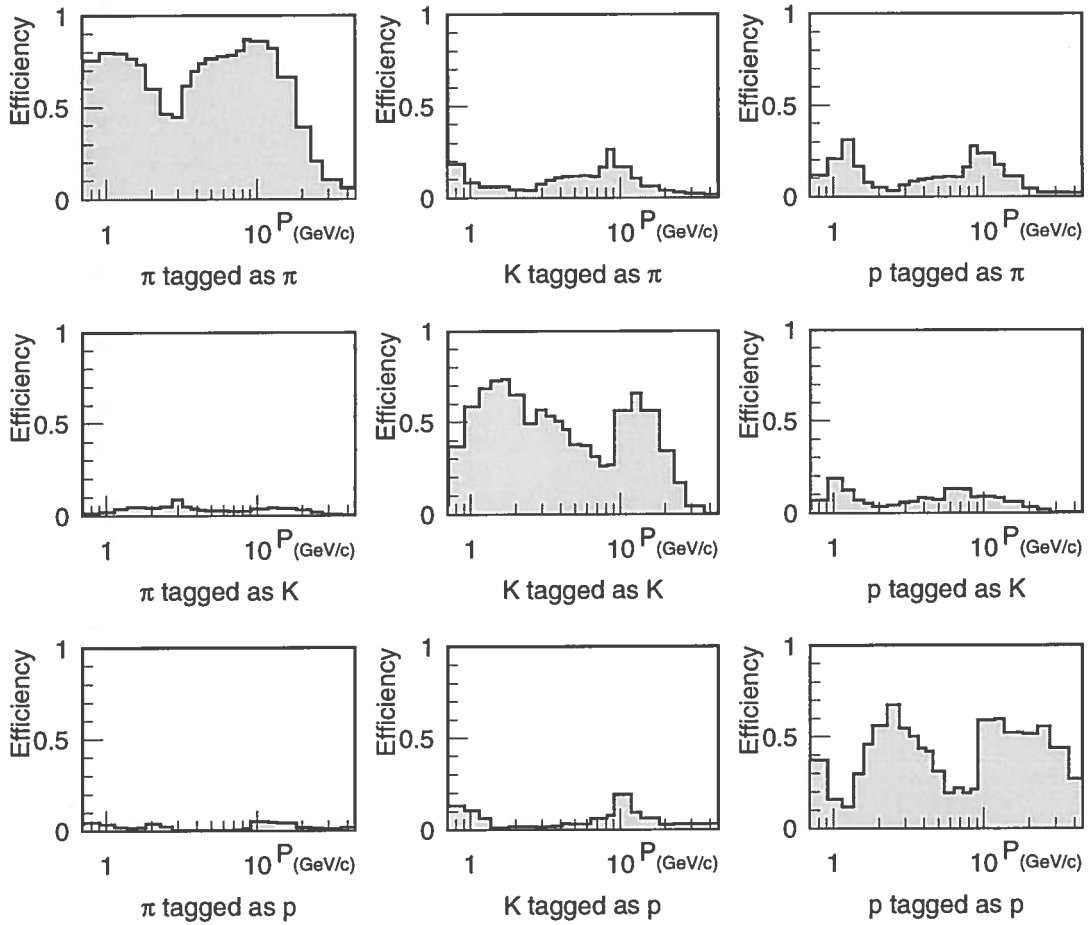 Efficiency 1 0.5 0 1 10 P (GeV/c)
π tagged as π
Efficiency 1 0.5 0 1 10 P (GeV/c)
K tagged as π
Efficiency 1 0.5 0 1 10 P (GeV/c)
p tagged as π
Efficiency 1 0.5 0 1 10 P (GeV/c)
π tagged as K
Efficiency 1 0.5 0 1 10 P (GeV/c)
K tagged as K
Efficiency 1 0.5 0 1 10 P (GeV/c)
p tagged as K
Efficiency 1 0.5 0 1 10 P (GeV/c)
π tagged as p
Efficiency 1 0.5 0 1 10 P (GeV/c)
K tagged as p
Efficiency 1 0.5 0 1 10 P (GeV/c)
p tagged as p